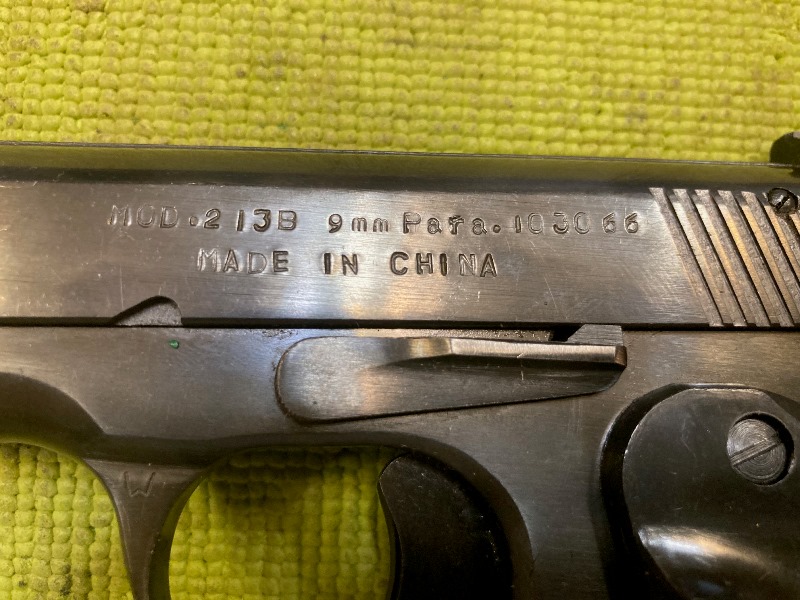 MOD.213B 9mm Para. 103066
MADE IN CHINA
W